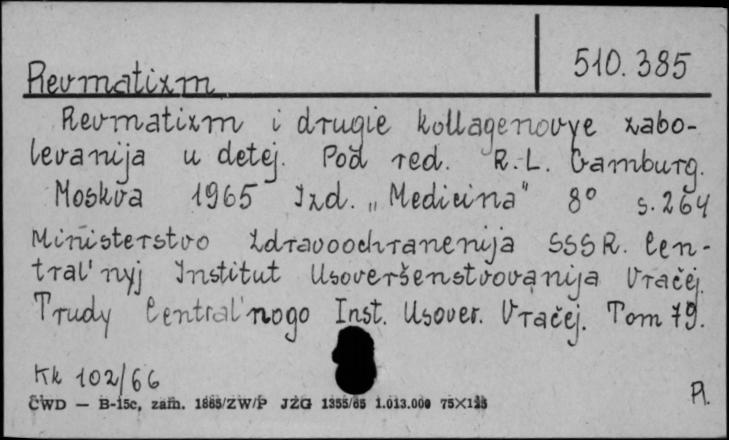 Revmatizm
510.385
Revmatizm i drugie kollagenovye zabo-
levanija u detej. Pod red. R.L. Gamburg.
Moskva 1965 Izd. „Medicina" 8° s. 264
Ministerstvo Zdravoochranenija SSSR. Cen-
tral'nyj Institut Usoveršenstvovanija Vračej.
Trudy Central'nogo Inst. Usover. Vračej. Tom 79.
Kk 102/66
CWD — B-15c, zam. 1865/ZW/P JZG 1355/65 1.013.000 75×125